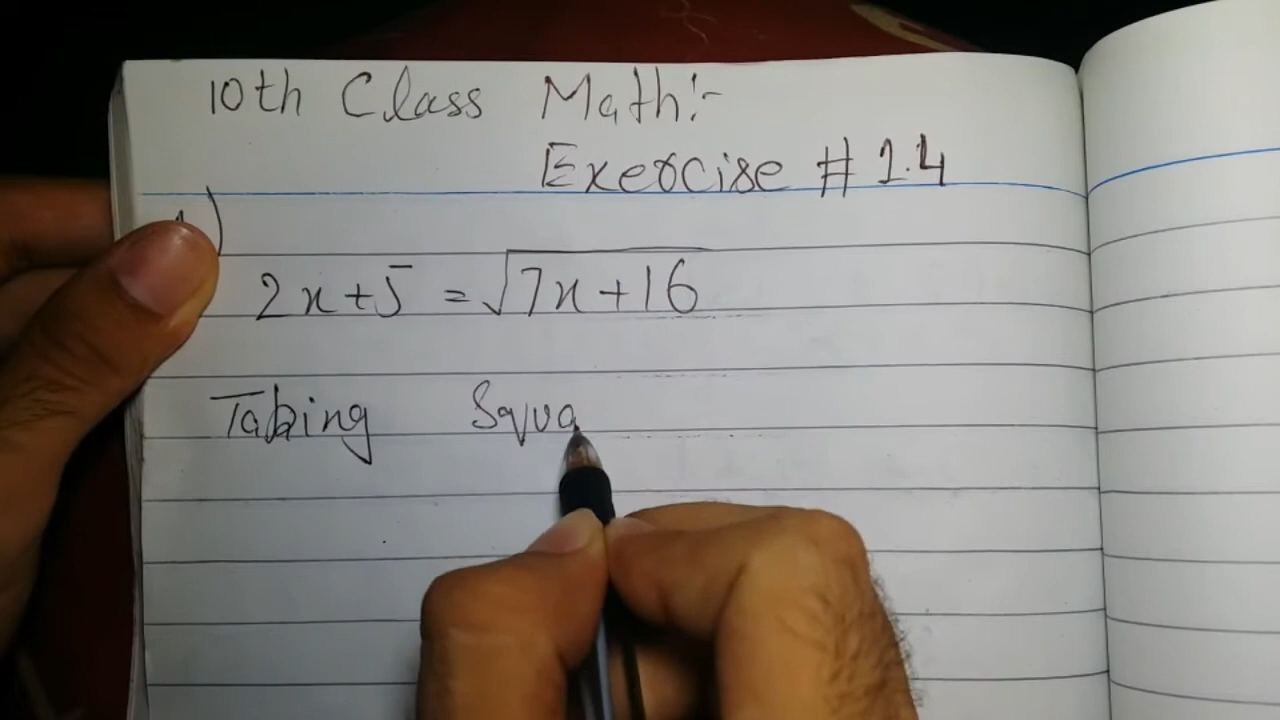 10th Class Math:-
Exercise # 1.4
2x+5 = √7x+16
Taking Squa